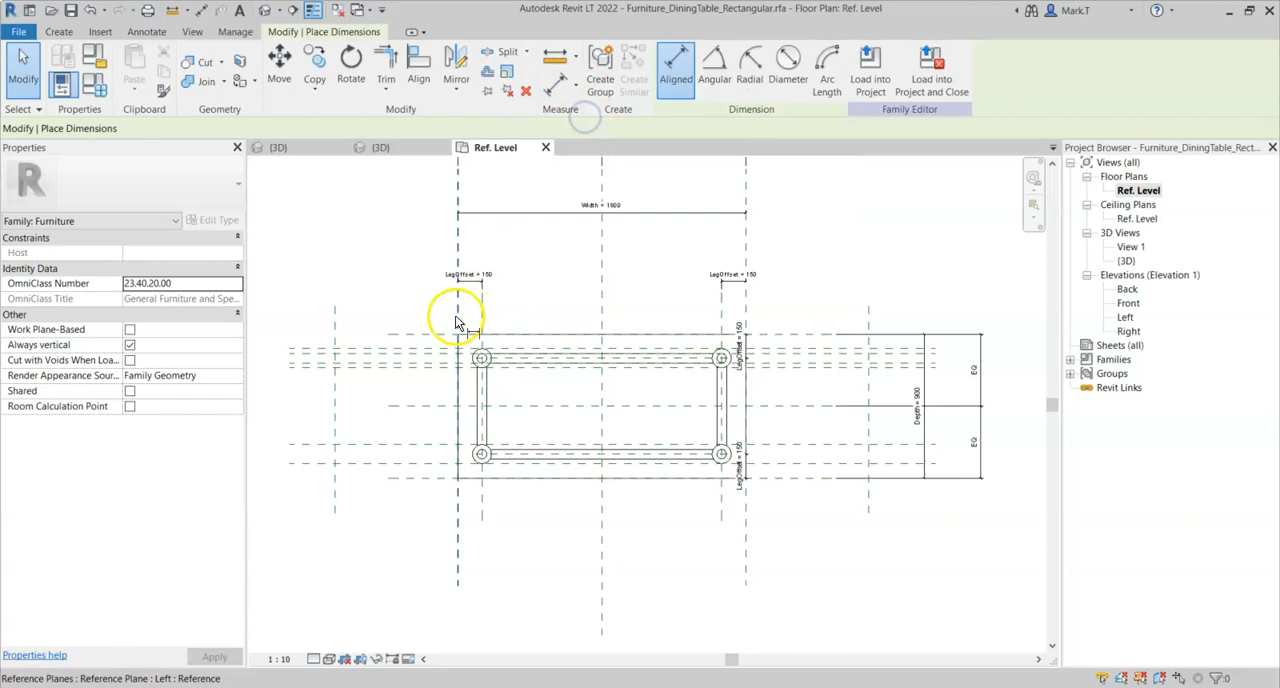 Autodesk Revit LT 2022 - Furniture_DiningTable_Rectangular.rfa - Floor Plan: Ref. Level
Mark.T
File Create Insert Annotate View Manage Modify | Place Dimensions
Modify
Select
Properties
Paste
Clipboard
Cut
Join
Geometry
Move
Copy
Rotate
Trim
Align
Mirror
Split
Modify
Measure
Create
Group
Create
Similar
Create
Aligned
Angular
Radial
Diameter
Arc
Length
Dimension
Load into
Project
Load into
Project and Close
Family Editor
Modify | Place Dimensions
Properties
R
Family: Furniture
Edit Type
Constraints
Host
Identity Data
OmniClass Number 23.40.20.00
OmniClass Title General Furniture and Spe...
Other
Work Plane-Based
Always vertical
Cut with Voids When Loa...
Render Appearance Sour... Family Geometry
Shared
Room Calculation Point
Properties help
Apply
(3D)
(3D)
Ref. Level
Width = 1800
LegOffset = 150
LegOffset = 150
LegOffset = 150
LegOffset = 150
Depth = 900
EQ
EQ
1 : 10
Project Browser - Furniture_DiningTable_Rect...
Views (all)
Floor Plans
Ref. Level
Ceiling Plans
Ref. Level
3D Views
View 1
{3D}
Elevations (Elevation 1)
Back
Front
Left
Right
Sheets (all)
Families
Groups
Revit Links
Reference Planes : Reference Plane : Left : Reference
:0